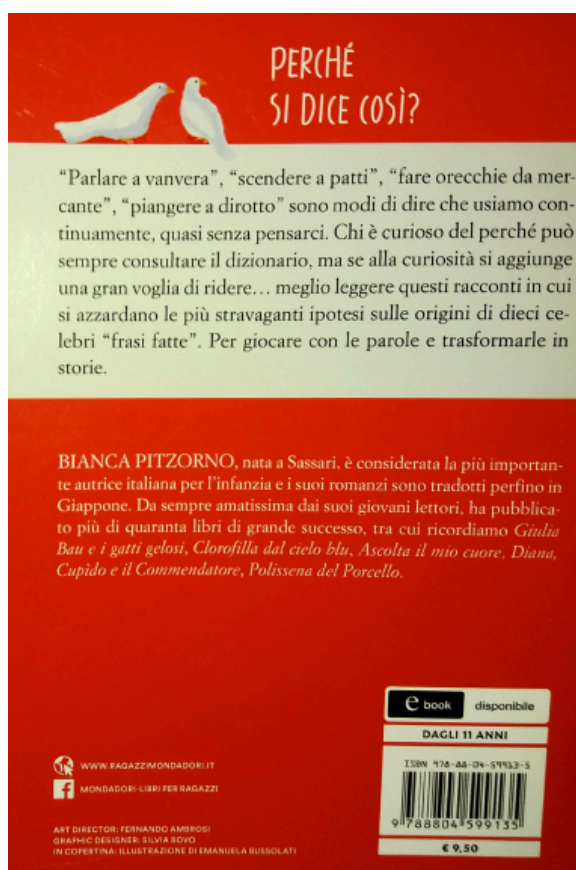 PERCHÉ
SI DICE COSÌ?
“Parlare a vanvera”, “scendere a patti”, “fare orecchie da mer-
cante”, “piangere a dirotto” sono modi di dire che usiamo con-
tinuamente, quasi senza pensarci. Chi è curioso del perché può
sempre consultare il dizionario, ma se alla curiosità si aggiunge
una gran voglia di ridere… meglio leggere questi racconti in cui
si azzardano le più stravaganti ipotesi sulle origini di dieci ce-
lebri “frasi fatte”. Per giocare con le parole e trasformarle in
storie.
BIANCA PITZORNO, nata a Sassari, è considerata la più importan-
te autrice italiana per l’infanzia e i suoi romanzi sono tradotti perfino in
Giappone. Da sempre amatissima dai suoi giovani lettori, ha pubblica-
to più di quaranta libri di grande successo, tra cui ricordiamo Giulia
Bau e i gatti gelosi, Clorofilla dal cielo blu, Ascolta il mio cuore, Diana,
Cupìdo e il Commendatore, Polissena del Porcello.
e book disponibile
DAGLI 11 ANNI
ISBN 978-88-04-59913-5
9 788804 599135
€ 9,50
WWW.RAGAZZIMONDADORI.IT
MONDADORI-LIBRI PER RAGAZZI
ART DIRECTOR: FERNANDO AMBROSI
GRAPHIC DESIGNER: SILVIA BOVO
IN COPERTINA: ILLUSTRAZIONE DI EMANUELA BUSSOLATI